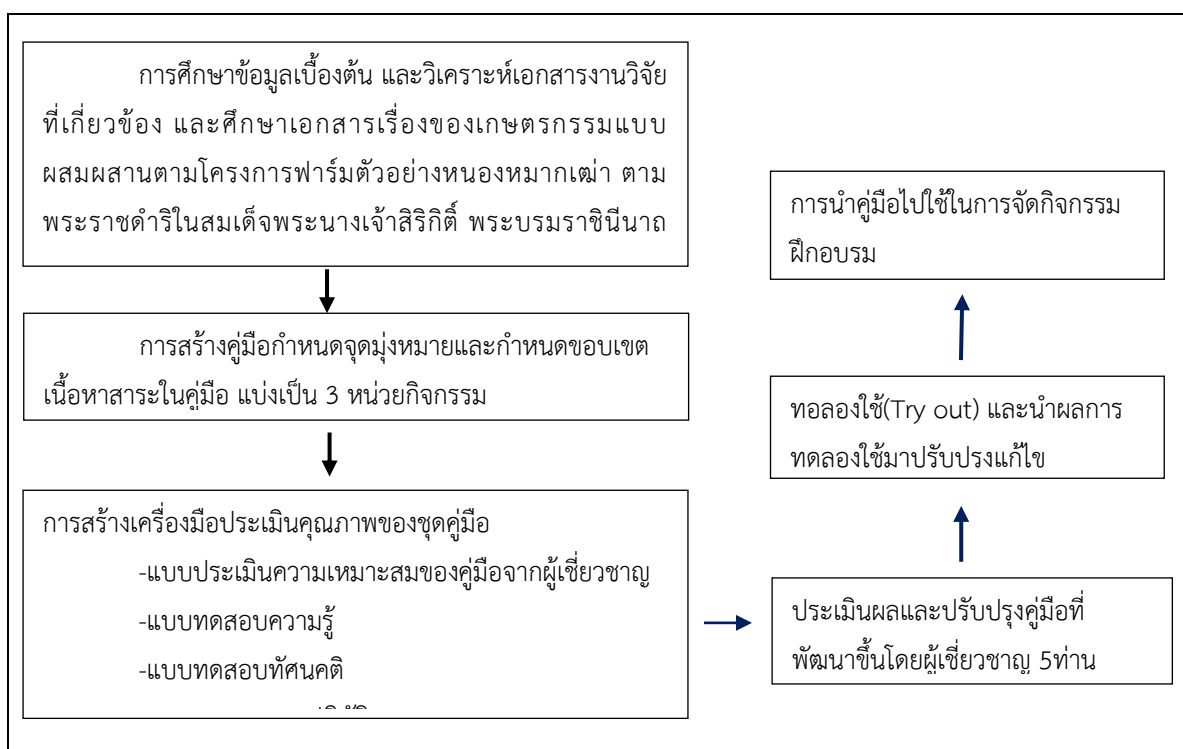 การศึกษาข้อมูลเบื้องต้น และวิเคราะห์เอกสารงานวิจัย
ที่เกี่ยวข้อง และศึกษาเอกสารเรื่องของเกษตรกรรมแบบ
ผสมผสานตามโครงการฟาร์มตัวอย่างหนองหมากเฒ่า ตาม
พระราชดำริในสมเด็จพระนางเจ้าสิริกิติ์ พระบรมราชินีนาถ
การสร้างคู่มือกำหนดจุดมุ่งหมายและกำหนดขอบเขต
เนื้อหาสาระในคู่มือ แบ่งเป็น 3 หน่วยกิจกรรม
การสร้างเครื่องมือประเมินคุณภาพของชุดคู่มือ
-แบบประเมินความเหมาะสมของคู่มือจากผู้เชี่ยวชาญ
-แบบทดสอบความรู้
-แบบทดสอบทัศนคติ
ประเมินผลและปรับปรุงคู่มือที่
พัฒนาขึ้นโดยผู้เชี่ยวชาญ 5ท่าน
ทอลองใช้(Try out) และนำผลการ
ทดลองใช้มาปรับปรงแก้ไข
การนำคู่มือไปใช้ในการจัดกิจกรรม
ฝึกอบรม